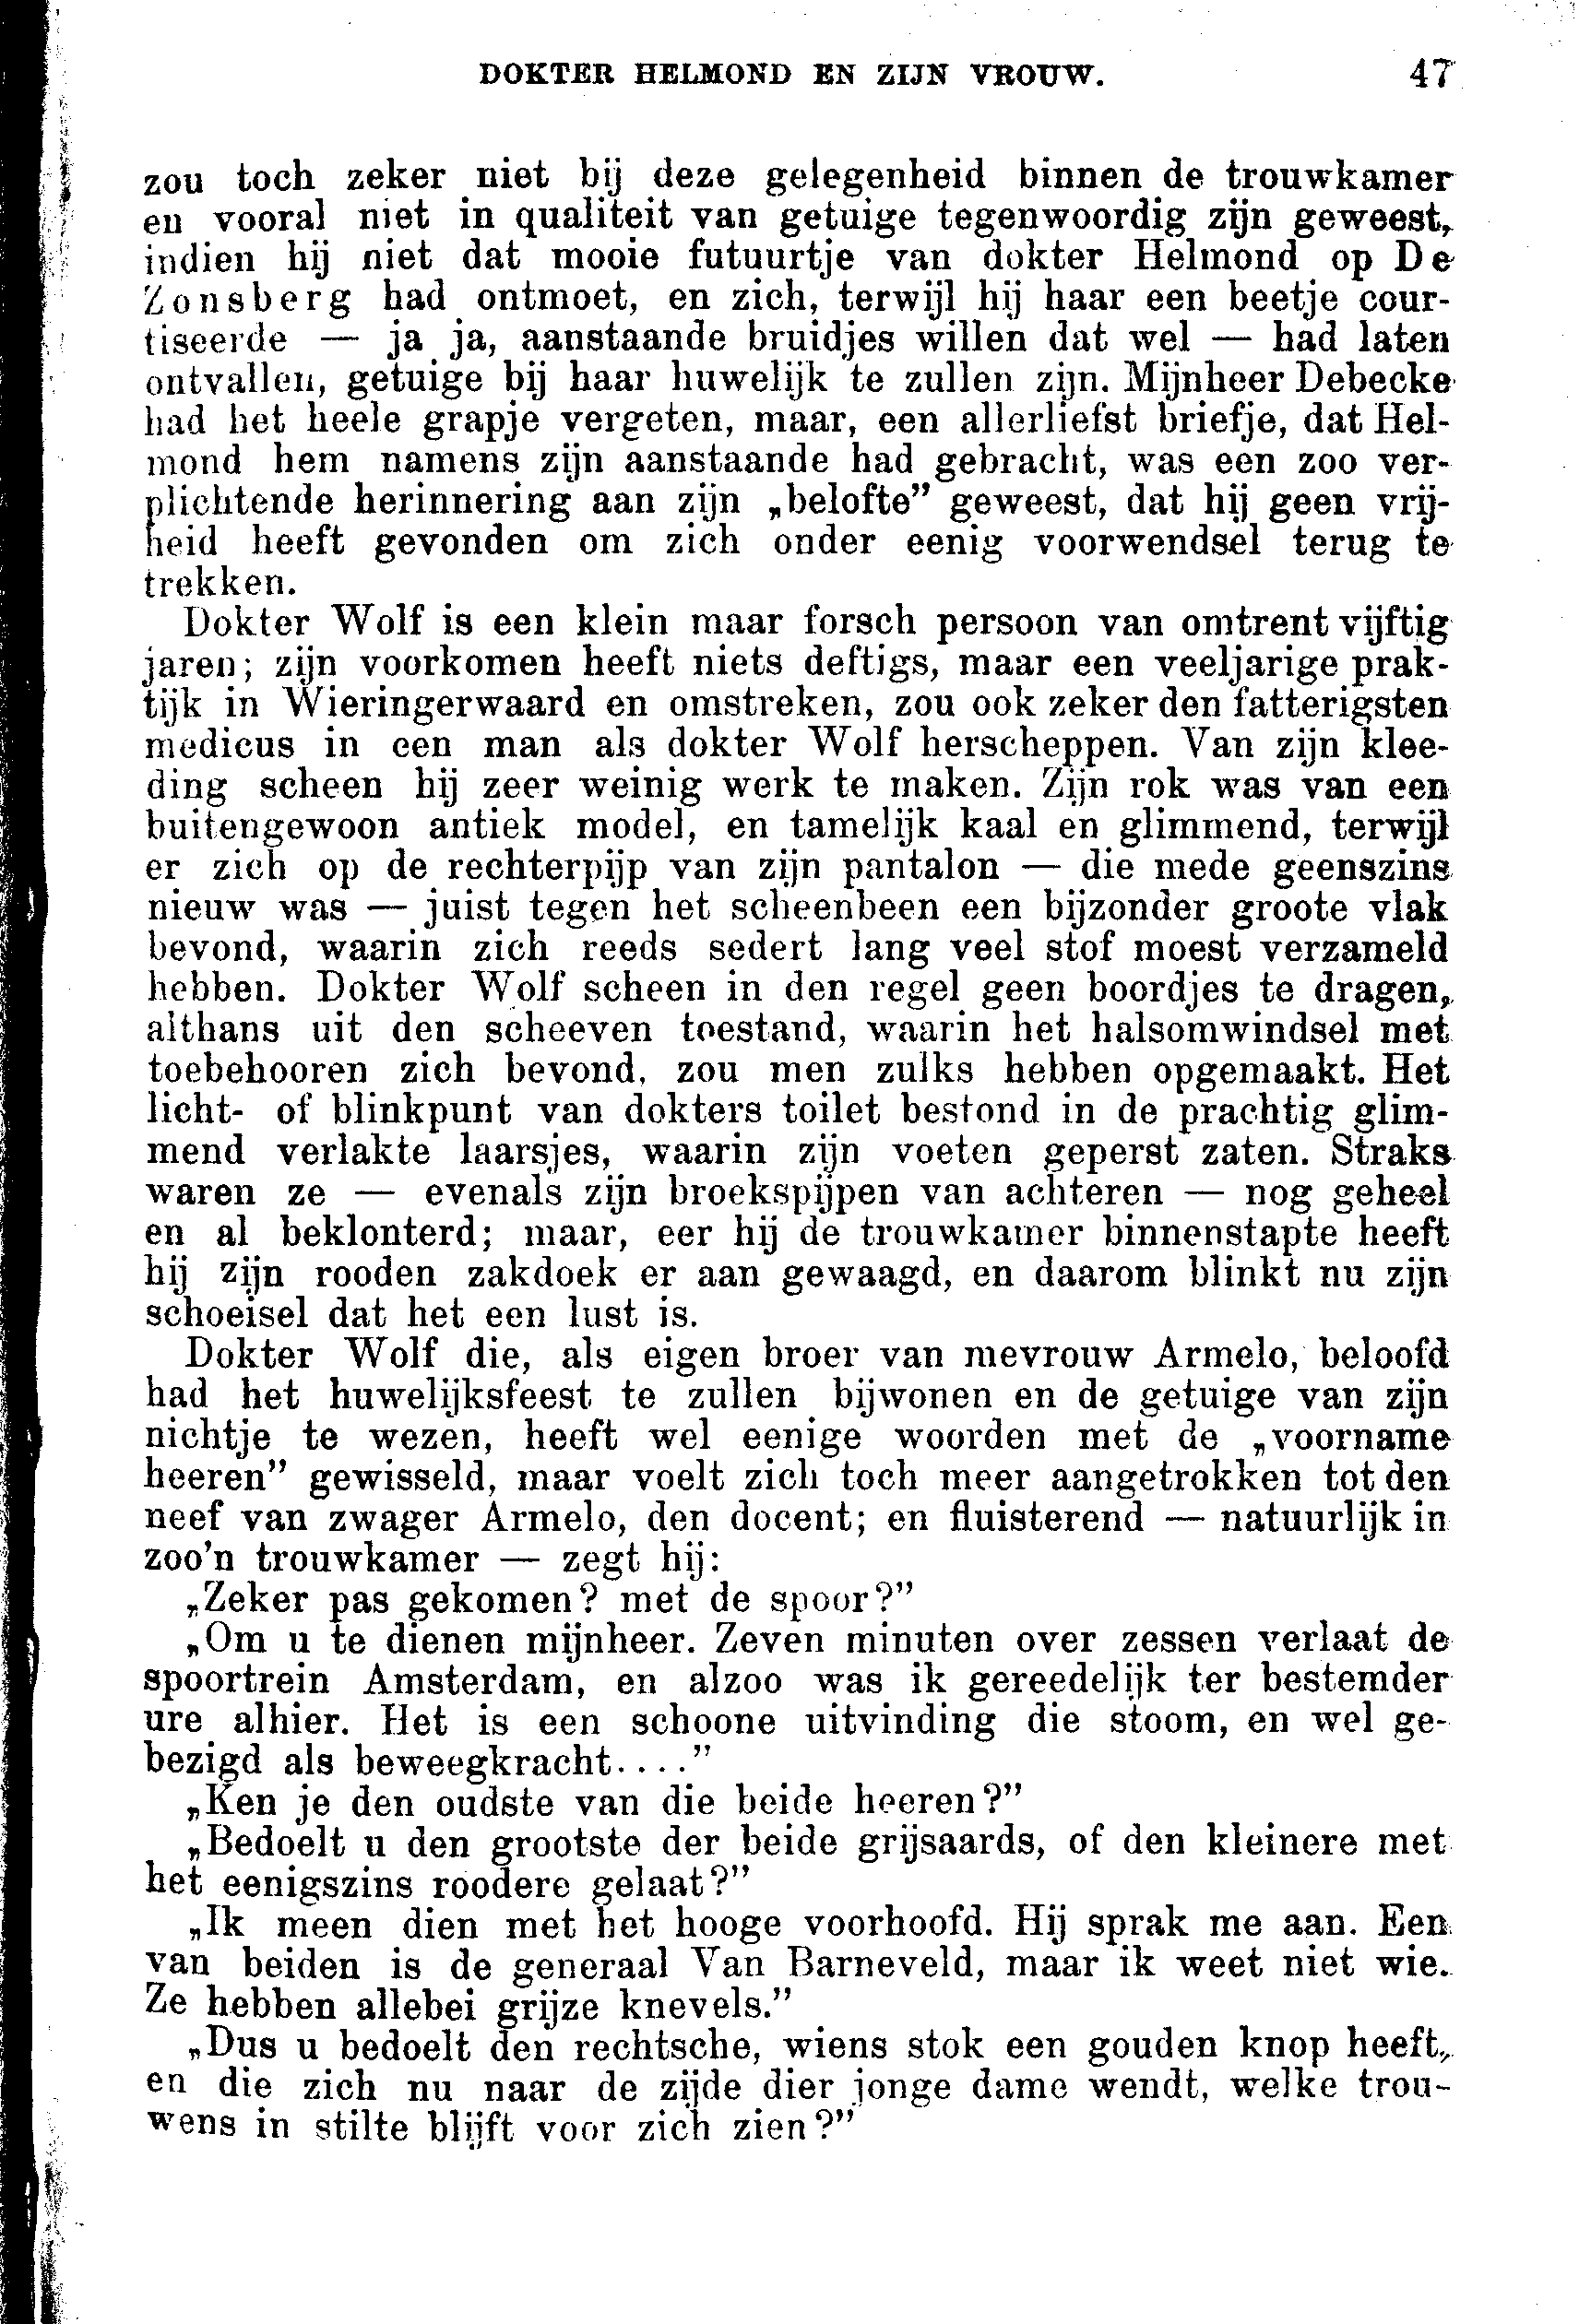 DOKTER HELMOND EN ZIJN VROUW. 47
zou toch zeker niet bij deze gelegenheid binnen de trouwkamer
en vooral niet in qualiteit van getuige tegenwoordig zijn geweest,
indien hij niet dat mooie futuurtje van dokter Helmond op De
Zonsberg had ontmoet, en zich, terwijl hij haar een beetje cour-
tiseerde — ja ja, aanstaande bruidjes willen dat wel — had laten
ontvallen, getuige bij haar huwelijk te zullen zijn. Mijnheer Debecke
had het heele grapje vergeten, maar, een allerliefst briefje, dat Hel-
mond hem namens zijn aanstaande had gebracht, was een zoo ver-
plichtende herinnering aan zijn „belofte” geweest, dat hij geen vrij-
heid heeft gevonden om zich onder eenig voorwendsel terug te
trekken.
Dokter Wolf is een klein maar forsch persoon van omtrent vijftig
jaren; zijn voorkomen heeft niets deftigs, maar een veeljarige prak-
tijk in Wieringerwaard en omstreken, zou ook zeker den fatterigsten
medicus in een man als dokter Wolf herscheppen. Van zijn klee-
ding scheen hij zeer weinig werk te maken. Zijn rok was van een
buitengewoon antiek model, en tamelijk kaal en glimmend, terwijl
er zich op de rechterpijp van zijn pantalon — die mede geenszins
nieuw was — juist tegen het scheenbeen een bijzonder groote vlak
bevond, waarin zich reeds sedert lang veel stof moest verzameld
hebben. Dokter Wolf scheen in den regel geen boordjes te dragen,
althans uit den scheeven toestand, waarin het halsomwindsel met
toebehooren zich bevond, zou men zulks hebben opgemaakt. Het
licht- of blinkpunt van dokters toilet bestond in de prachtig glim-
mend verlakte laarsjes, waarin zijn voeten geperst zaten. Straks
waren ze — evenals zijn broekspijpen van achteren — nog geheel
en al beklonterd; maar, eer hij de trouwkamer binnenstapte heeft
hij zijn rooden zakdoek er aan gewaagd, en daarom blinkt nu zijn
schoeisel dat het een lust is.
Dokter Wolf die, als eigen broer van mevrouw Armelo, beloofd
had het huwelijksfeest te zullen bijwonen en de getuige van zijn
nichtje te wezen, heeft wel eenige woorden met de „voorname
heeren” gewisseld, maar voelt zich toch meer aangetrokken tot den
neef van zwager Armelo, den docent; en fluisterend — natuurlijk in
zoo'n trouwkamer — zegt hij:
„Zeker pas gekomen? met de spoor?”
„Om u te dienen mijnheer. Zeven minuten over zessen verlaat de
spoortrein Amsterdam, en alzoo was ik gereedelijk ter bestemder
ure alhier. Het is een schoone uitvinding die stoom, en wel ge-
bezigd als beweegkracht....”
„Ken je den oudste van die beide heeren?”
„Bedoelt u den grootste der beide grijsaards, of den kleinere met
het eenigszins roodere gelaat?”
„Ik meen dien met het hooge voorhoofd. Hij sprak me aan. Een
van beiden is de generaal Van Barneveld, maar ik weet niet wie.
Ze hebben allebei grijze knevels.”
„Dus u bedoelt den rechtsche, wiens stok een gouden knop heeft,
en die zich nu naar de zijde dier jonge dame wendt, welke trou-
wens in stilte blijft voor zich zien?”